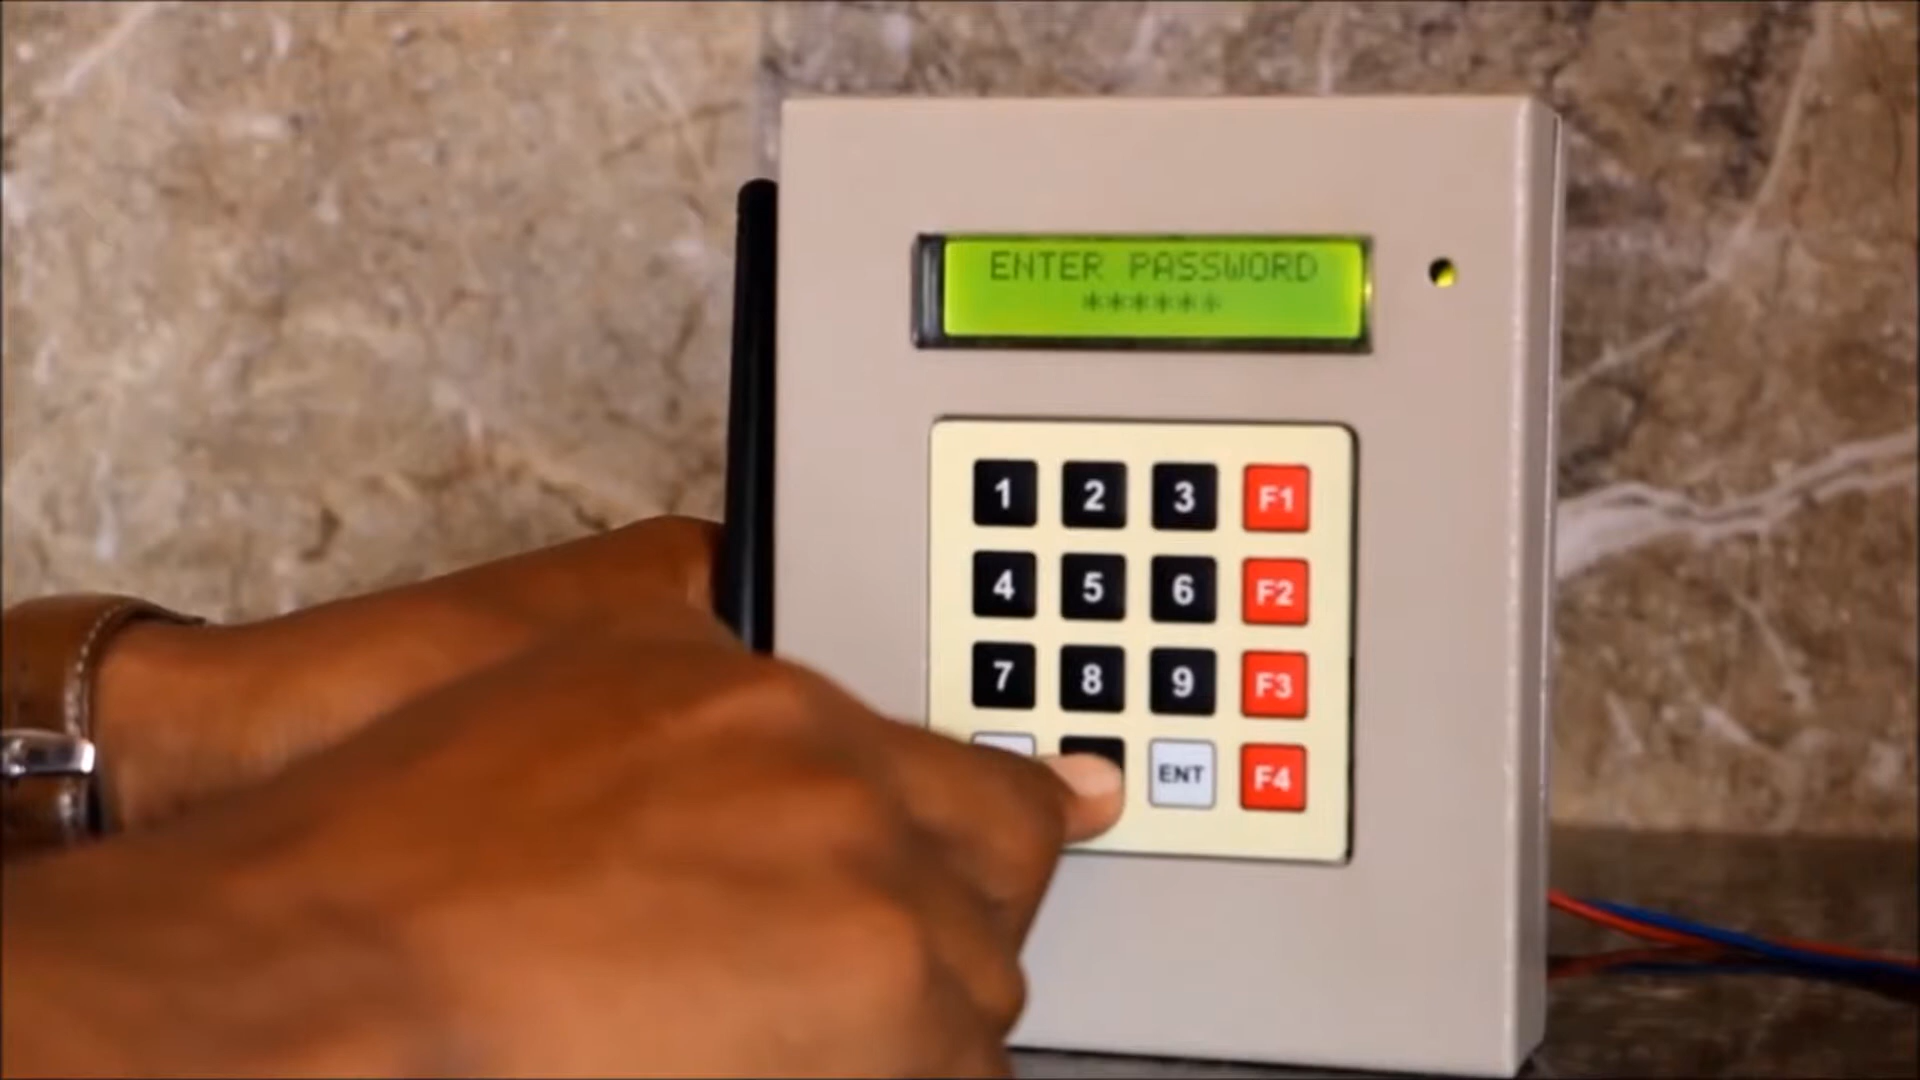 ENTER PASSWORD
******
1 2 3 F1
4 5 6 F2
7 8 9 F3
ENT F4